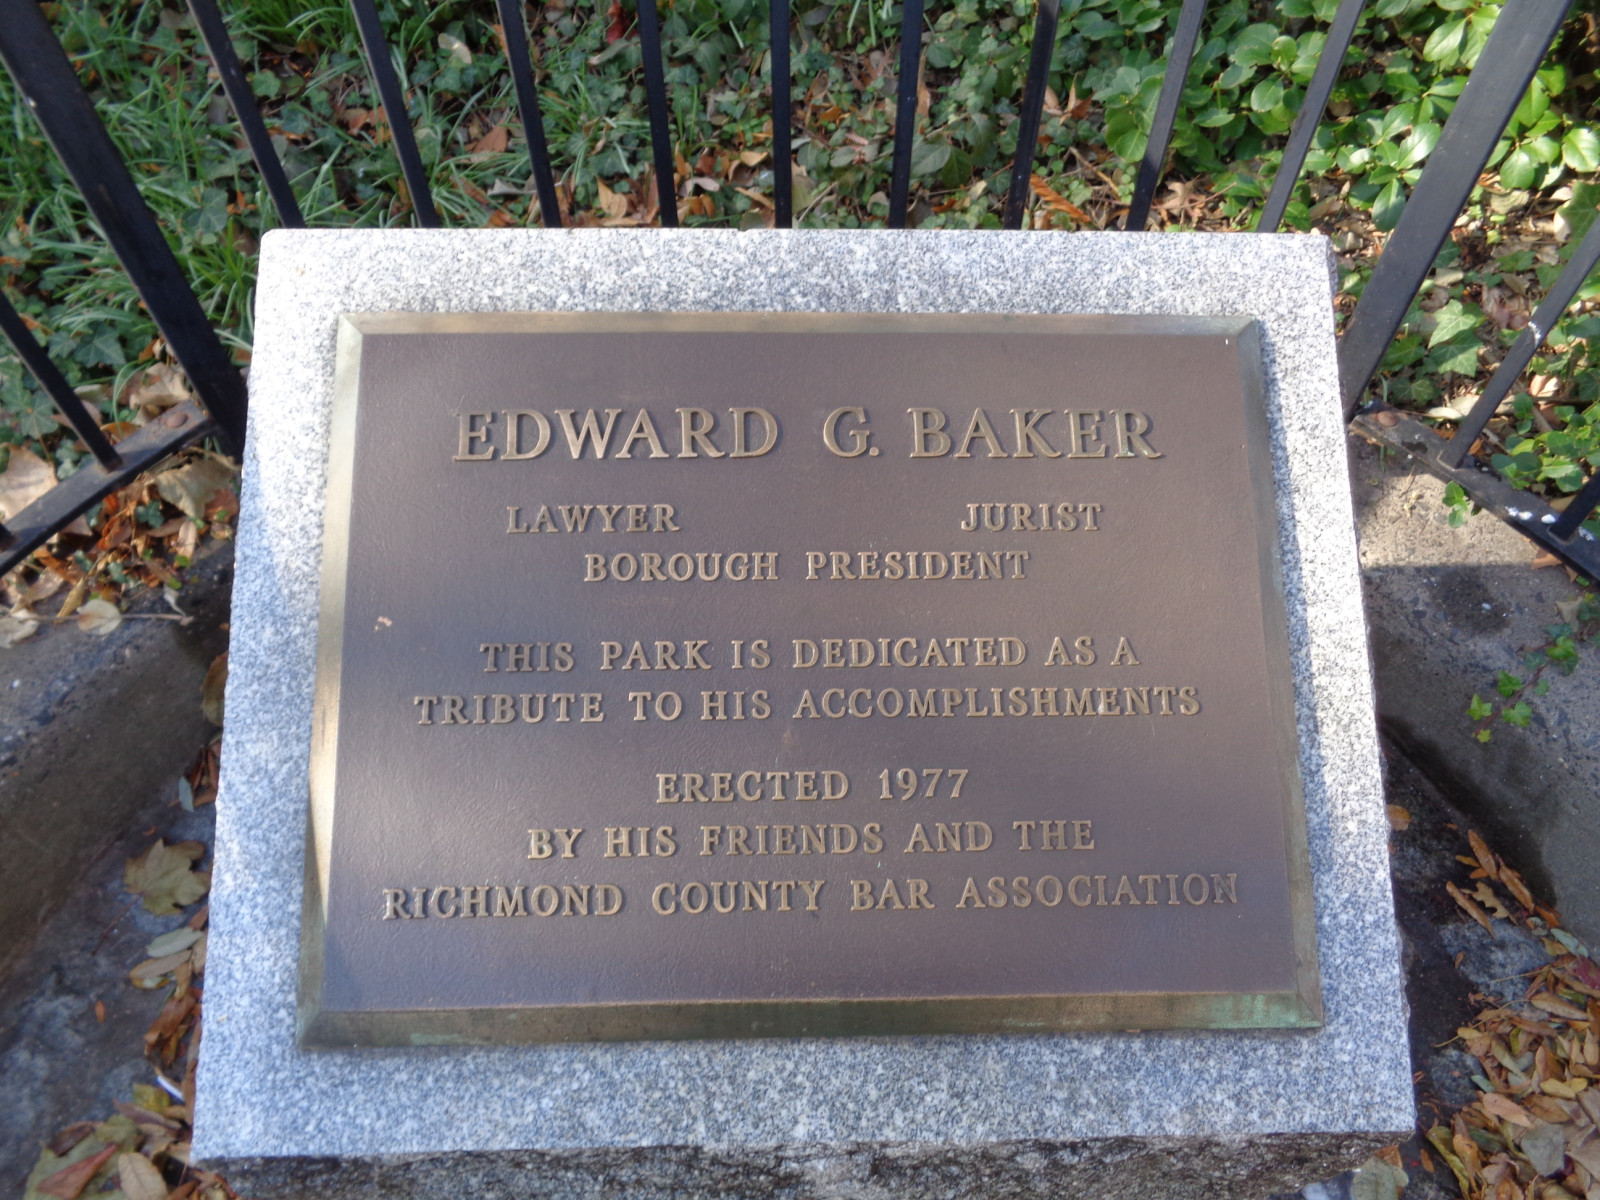 EDWARD G. BAKER
LAWYER JURIST
BOROUGH PRESIDENT
THIS PARK IS DEDICATED AS A
TRIBUTE TO HIS ACCOMPLISHMENTS
ERECTED 1977
BY HIS FRIENDS AND THE
RICHMOND COUNTY BAR ASSOCIATION